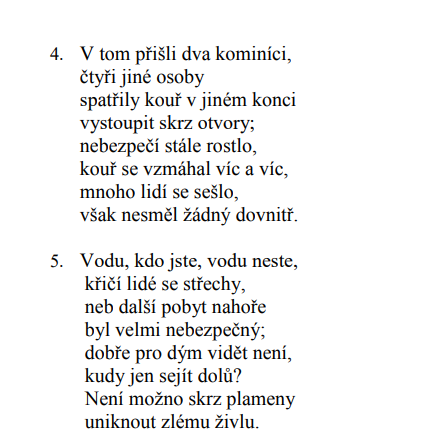 4. V tom přišli dva kominíci,
čtyři jiné osoby
spatřily kouř v jiném konci
vystoupit skrz otvory;
nebezpečí stále rostlo,
kouř se vzmáhal víc a víc,
mnoho lidí se sešlo,
však nesměl žádný dovnitř.
5. Vodu, kdo jste, vodu neste,
křičí lidé se střechy,
neb další pobyt nahoře
byl velmi nebezpečný;
dobře pro dým vidět není,
kudy jen sejít dolů?
Není možno skrz plameny
uniknout zlému živlu.